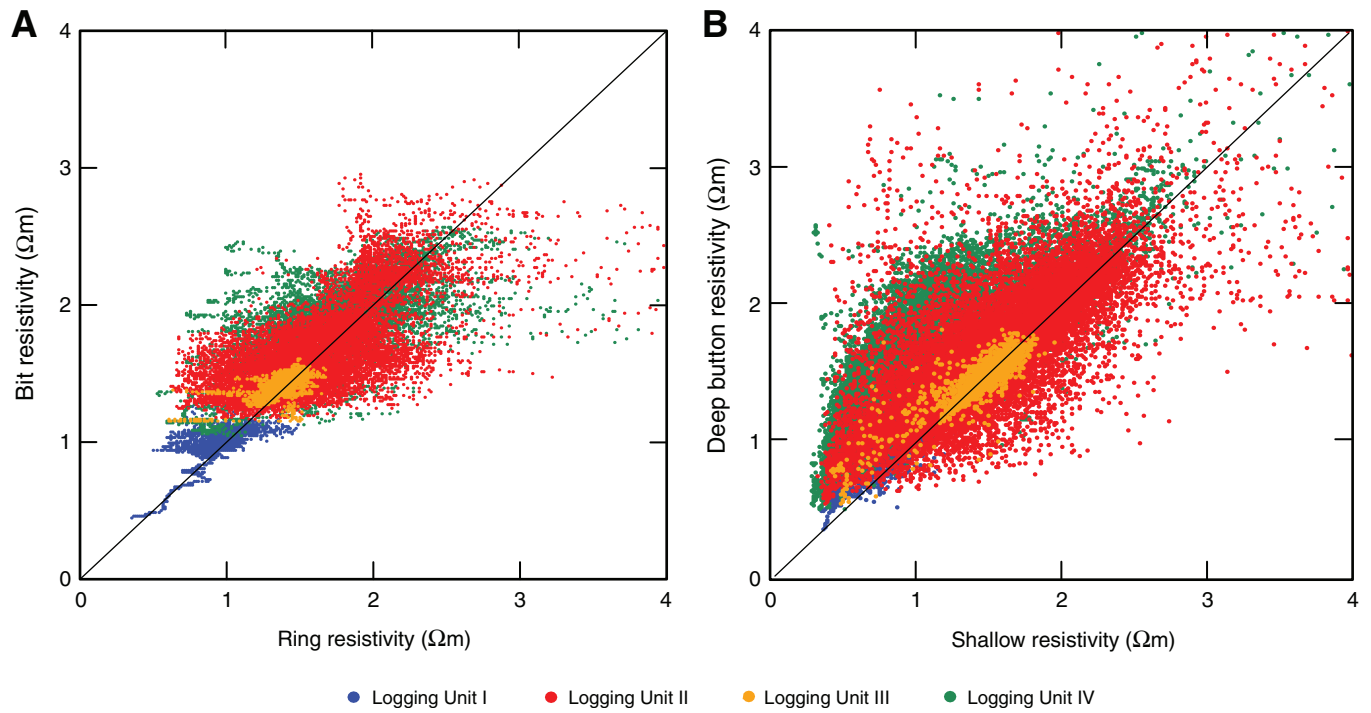 A
4
3
2
1
0
0 1 2 3 4
Bit resistivity (Ωm)
Ring resistivity (Ωm)
B
4
3
2
1
0
0 1 2 3 4
Deep button resistivity (Ωm)
Shallow resistivity (Ωm)
Logging Unit I Logging Unit II Logging Unit III Logging Unit IV